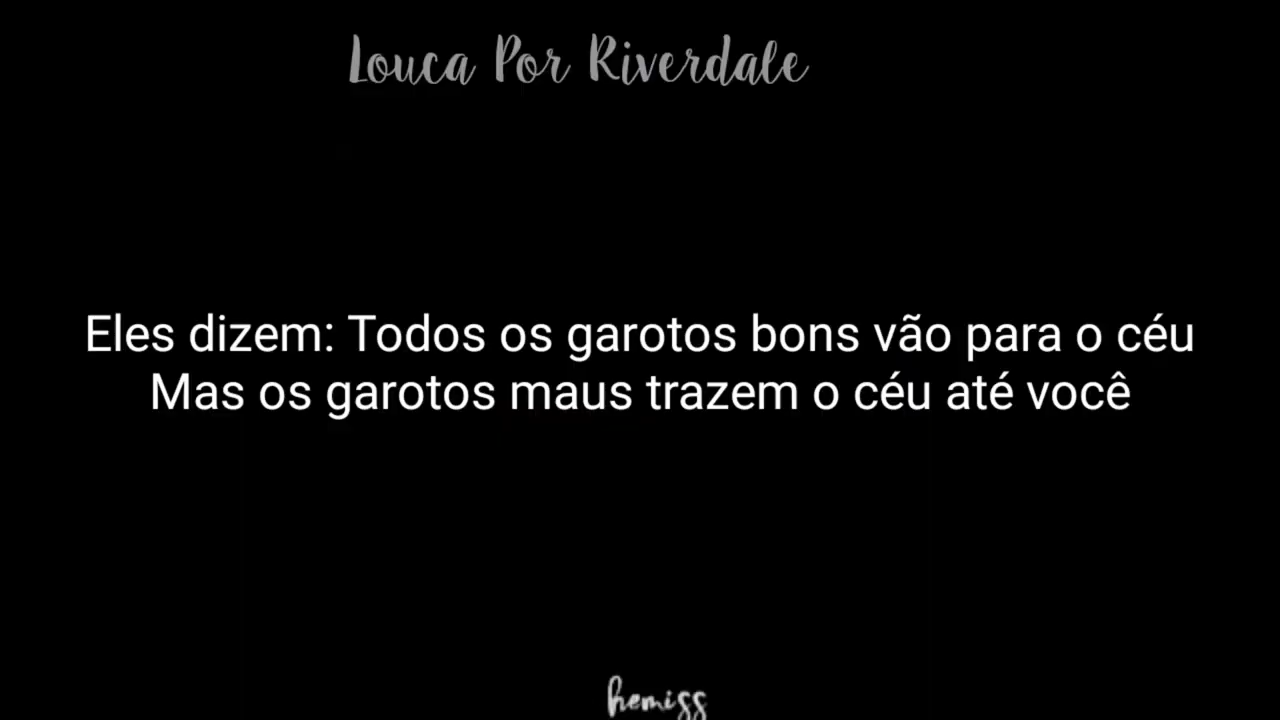 Louca Por Riverdale
Eles dizem: Todos os garotos bons vão para o céu
Mas os garotos maus trazem o céu até você
hemiss